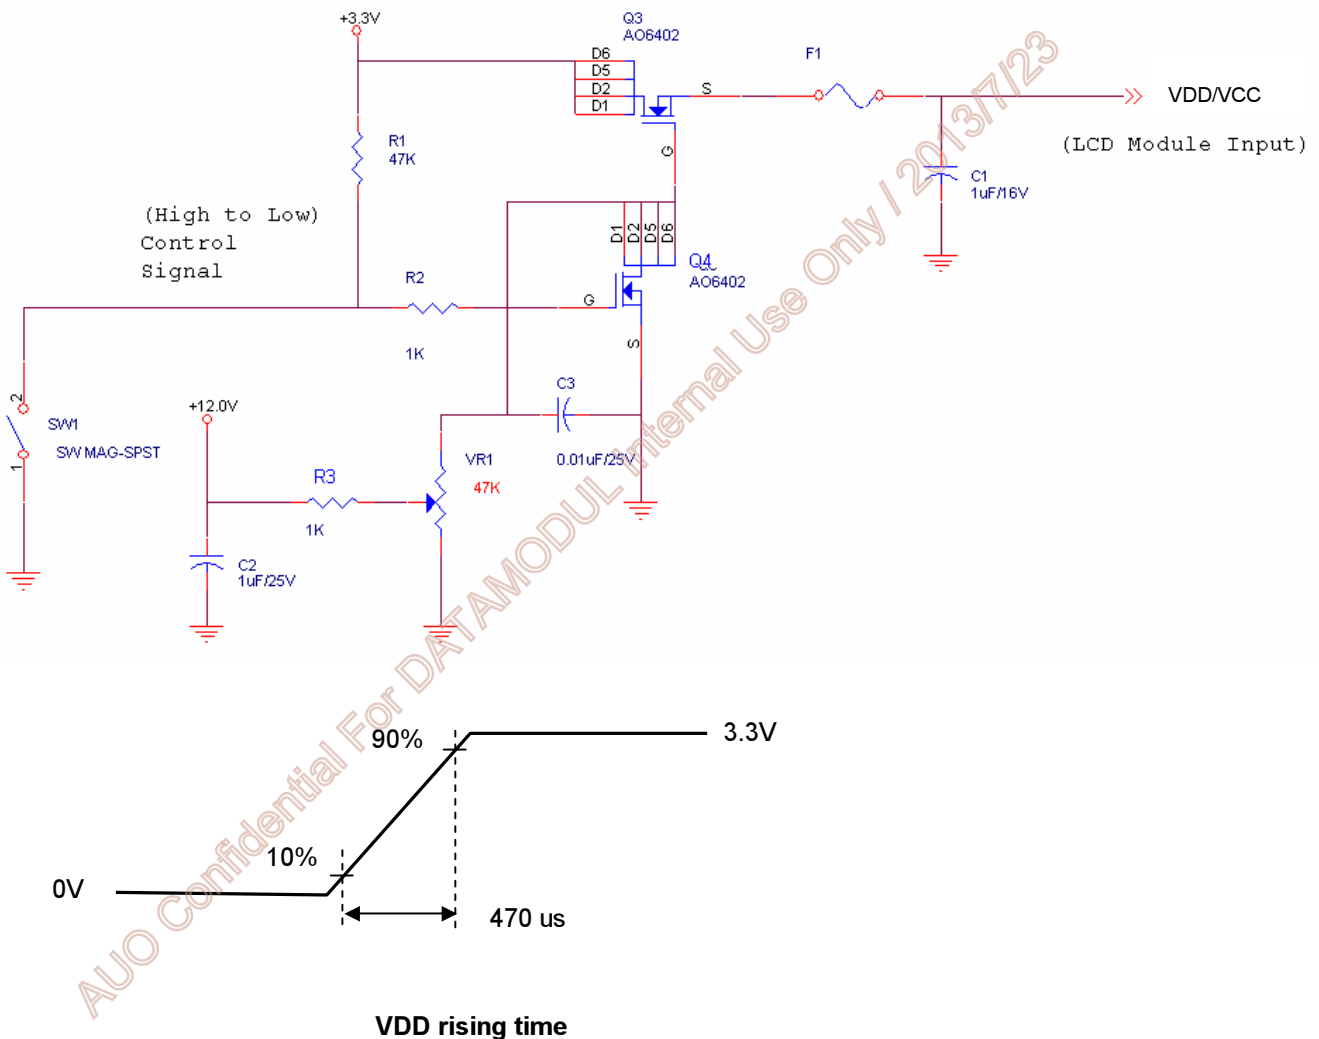 +3.3V
Q3
AO6402
D6
D5
D2
D1
S
G
F1
VDD/VCC
(LCD Module Input)
C1
1uF/16V
R1
47K
(High to Low)
Control
Signal
R2
1K
D1
D2
D5
D6
Q4
AO6402
G
S
2
1
SW1
SW MAG-SPST
+12.0V
C3
0.01uF/25V
VR1
47K
R3
1K
C2
1uF/25V
AUO Confidential For DATAMODUL Internal Use Only / 2013/7/23
90%
3.3V
10%
0V
470 us
VDD rising time